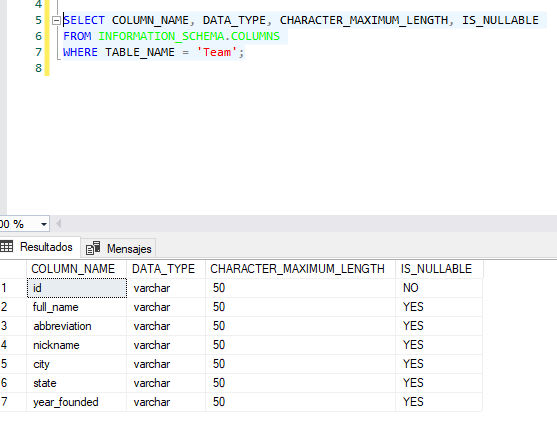 4
5 SELECT COLUMN_NAME, DATA_TYPE, CHARACTER_MAXIMUM_LENGTH, IS_NULLABLE
6 FROM INFORMATION_SCHEMA.COLUMNS
7 WHERE TABLE_NAME = 'Team';
8
00 %
Resultados Mensajes
COLUMN_NAME DATA_TYPE CHARACTER_MAXIMUM_LENGTH IS_NULLABLE
1 id varchar 50 NO
2 full_name varchar 50 YES
3 abbreviation varchar 50 YES
4 nickname varchar 50 YES
5 city varchar 50 YES
6 state varchar 50 YES
7 year_founded varchar 50 YES